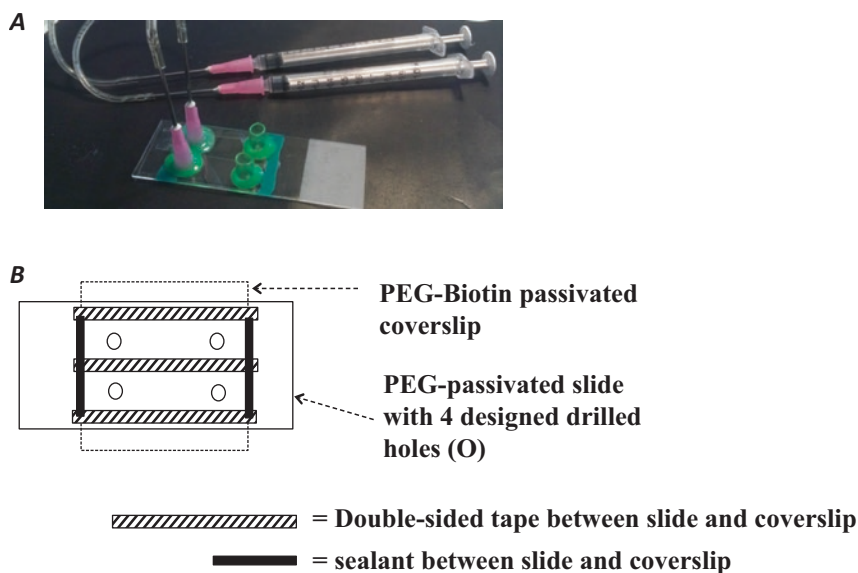 A
B
PEG-Biotin passivated
coverslip
PEG-passivated slide
with 4 designed drilled
holes (O)
= Double-sided tape between slide and coverslip
= sealant between slide and coverslip